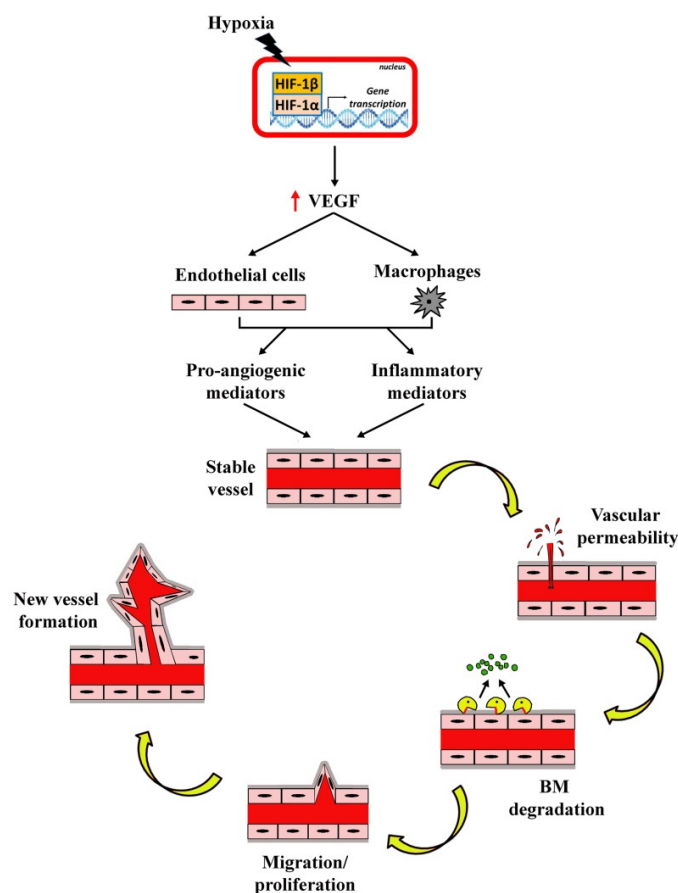 Hypoxia
nucleus
HIF-1β
HIF-1α
Gene
transcription
VEGF
Endothelial cells
Macrophages
Pro-angiogenic
mediators
Inflammatory
mediators
Stable
vessel
Vascular
permeability
New vessel
formation
BM
degradation
Migration/
proliferation